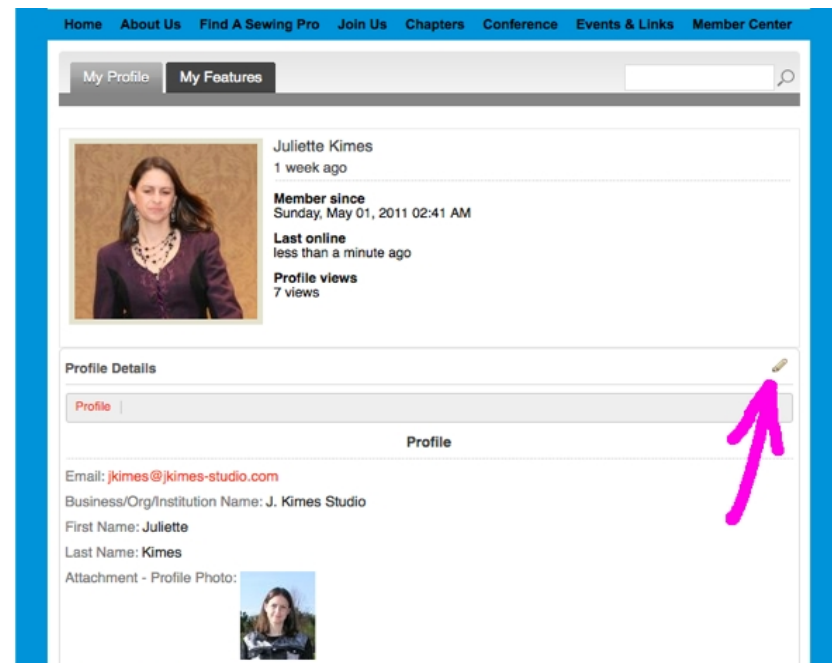 Home About Us Find A Sewing Pro Join Us Chapters Conference Events & Links Member Center
My Profile My Features
Juliette Kimes
1 week ago
Member since
Sunday, May 01, 2011 02:41 AM
Last online
less than a minute ago
Profile views
7 views
Profile Details
Profile |
Profile
Email: jkimes@jkimes-studio.com
Business/Org/Institution Name: J. Kimes Studio
First Name: Juliette
Last Name: Kimes
Attachment - Profile Photo: